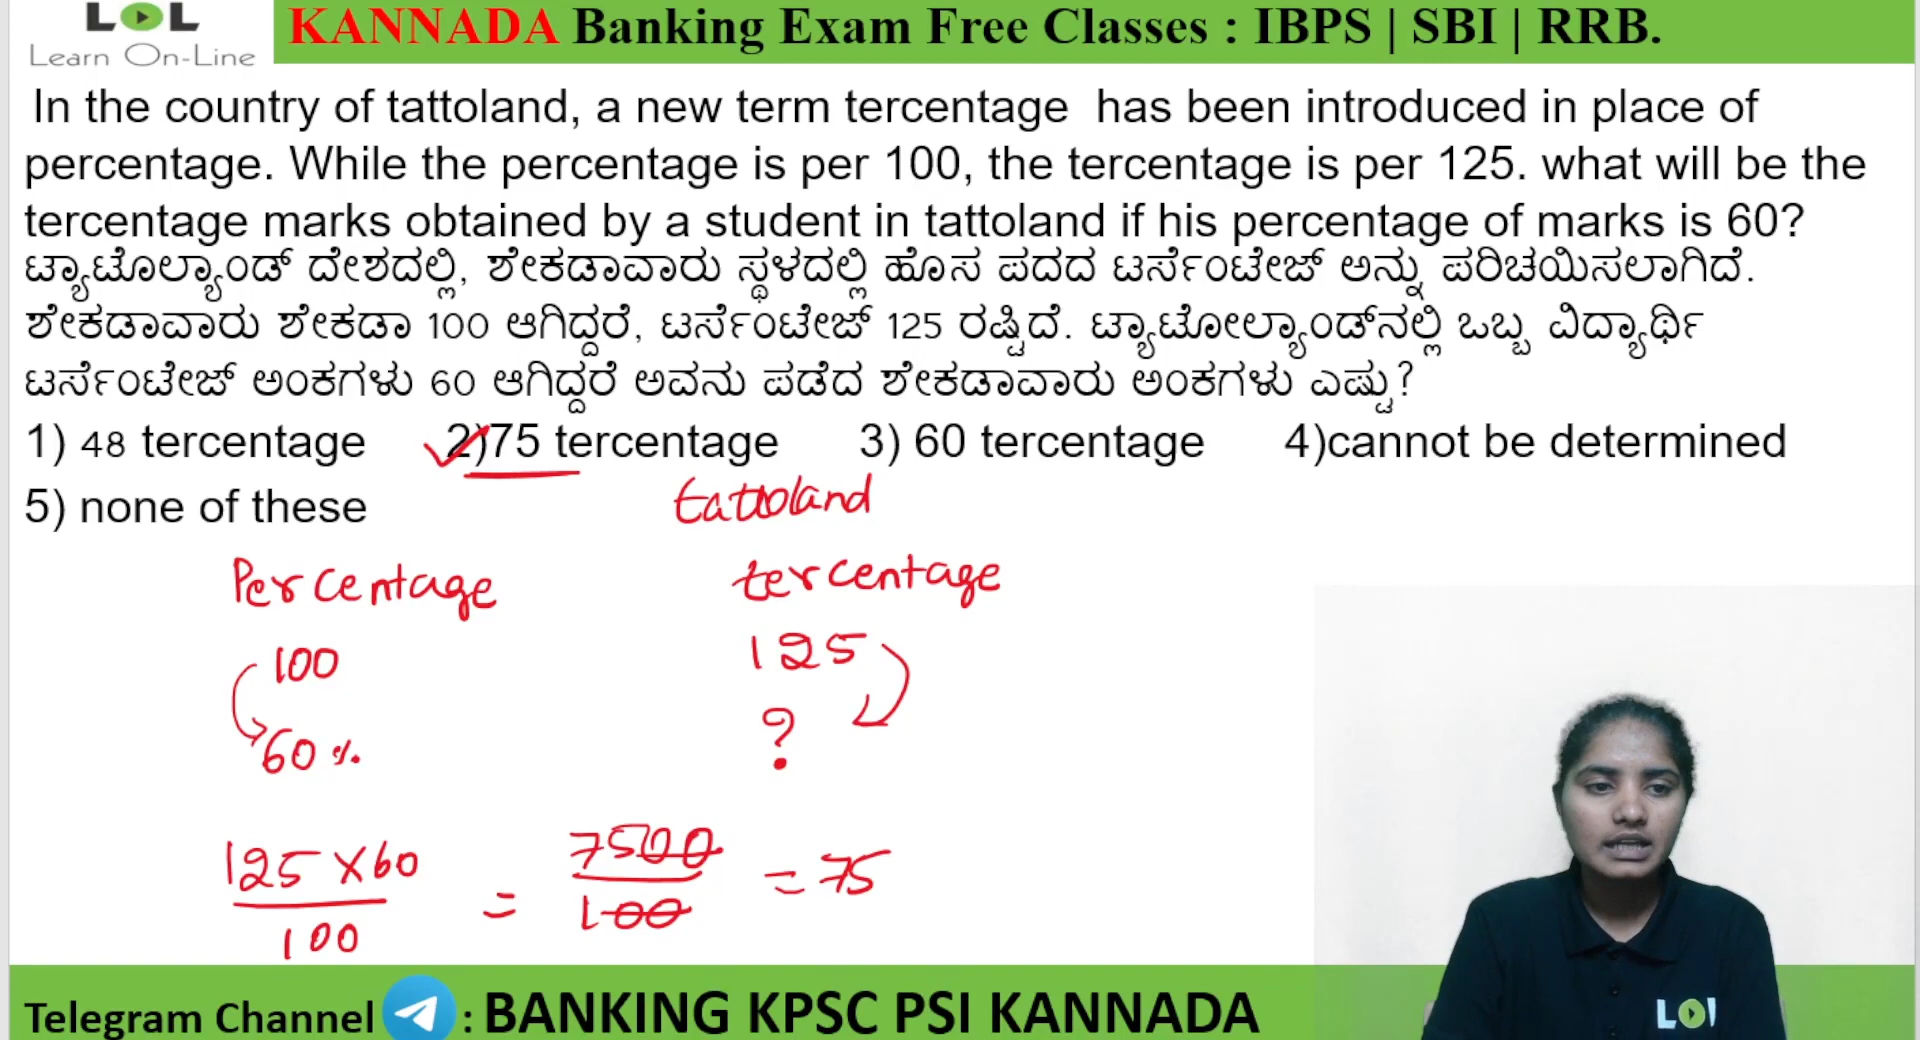 LOL
Learn On-Line
KANNADA Banking Exam Free Classes : IBPS | SBI | RRB.
In the country of tattoland, a new term tercentage has been introduced in place of
percentage. While the percentage is per 100, the tercentage is per 125. what will be the
tercentage marks obtained by a student in tattoland if his percentage of marks is 60?
ಟ್ಯಾಟೊಲ್ಯಾಂಡ್ ದೇಶದಲ್ಲಿ, ಶೇಕಡಾವಾರು ಸ್ಥಳದಲ್ಲಿ ಹೊಸ ಪದದ ಟರ್ಸೆಂಟೇಜ್ ಅನ್ನು ಪರಿಚಯಿಸಲಾಗಿದೆ.
ಶೇಕಡಾವಾರು ಶೇಕಡಾ 100 ಆಗಿದ್ದರೆ, ಟರ್ಸೆಂಟೇಜ್ 125 ರಷ್ಟಿದೆ. ಟ್ಯಾಟೋಲ್ಯಾಂಡ್‌ನಲ್ಲಿ ಒಬ್ಬ ವಿದ್ಯಾರ್ಥಿ
ಟರ್ಸೆಂಟೇಜ್ ಅಂಕಗಳು 60 ಆಗಿದ್ದರೆ ಅವನು ಪಡೆದ ಶೇಕಡಾವಾರು ಅಂಕಗಳು ಎಷ್ಟು?
1) 48 tercentage 2)75 tercentage 3) 60 tercentage 4)cannot be determined
5) none of these
tattoland
Percentage tercentage
100 125
60 % ?
125 X 60 / 100 = 7500 / 100 = 75
LOL
Telegram Channel : BANKING KPSC PSI KANNADA